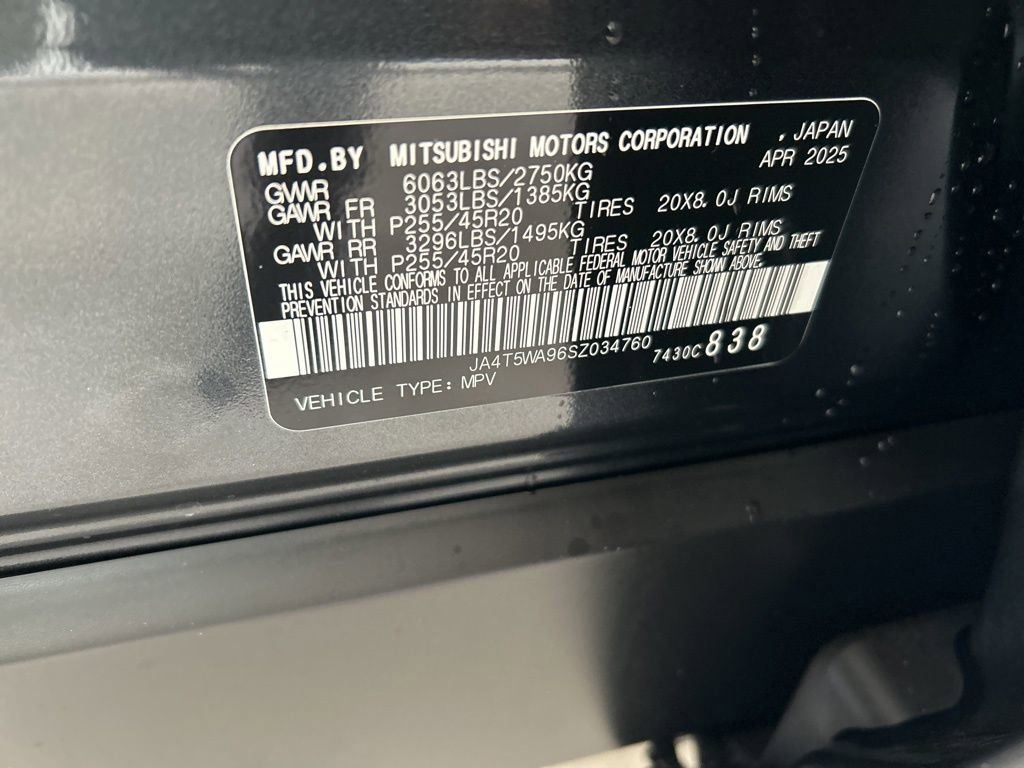 MFD.BY MITSUBISHI MOTORS CORPORATION . JAPAN
APR 2025
GVWR 6063LBS/2750KG
GAWR FR 3053LBS/1385KG
WITH P255/45R20 TIRES 20X8.0J RIMS
GAWR RR 3296LBS/1495KG
WITH P255/45R20 TIRES 20X8.0J RIMS
THIS VEHICLE CONFORMS TO ALL APPLICABLE FEDERAL MOTOR VEHICLE SAFETY AND THEFT
PREVENTION STANDARDS IN EFFECT ON THE DATE OF MANUFACTURE SHOWN ABOVE.
JA4T5WA96SZ034760 7430C838
VEHICLE TYPE:MPV